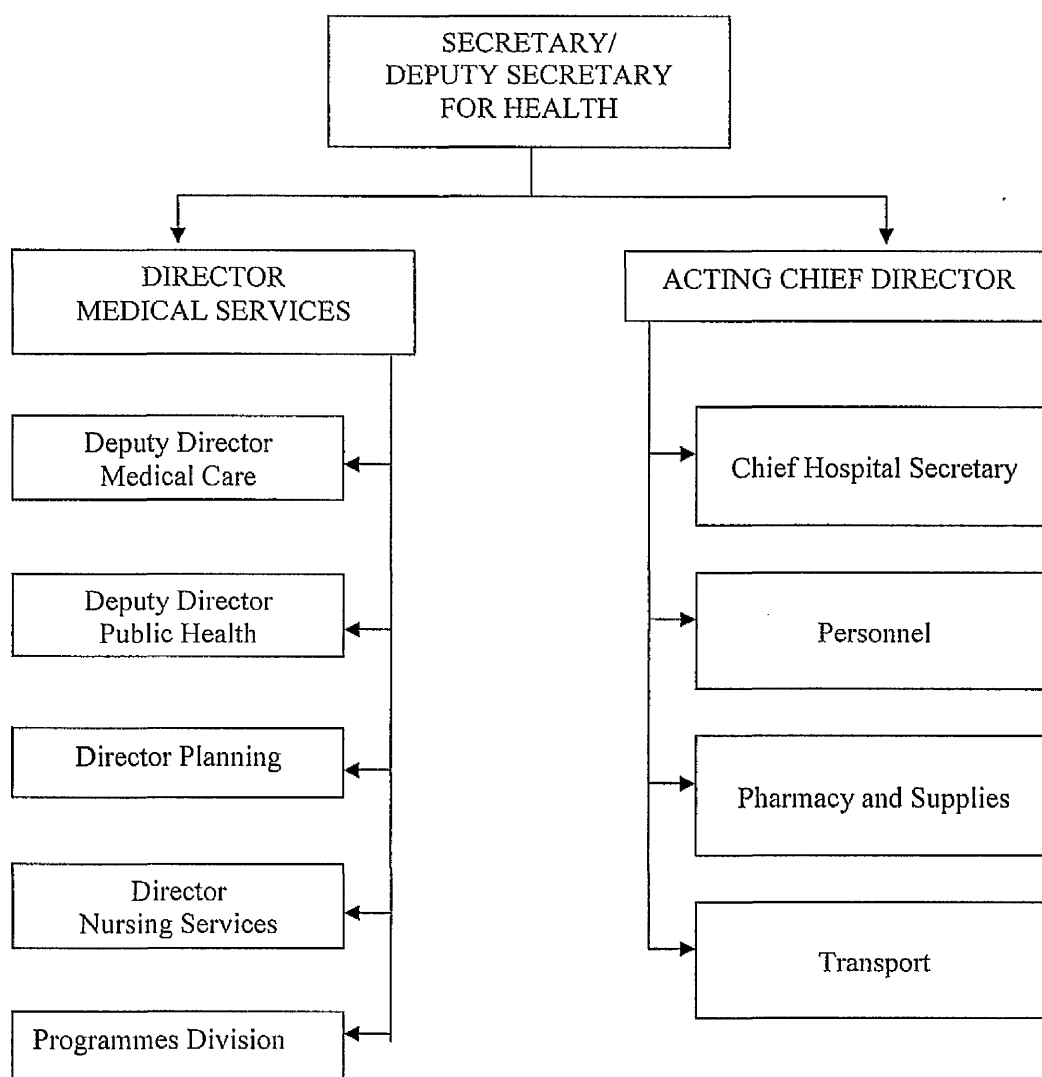 SECRETARY/
DEPUTY SECRETARY
FOR HEALTH
DIRECTOR
MEDICAL SERVICES
ACTING CHIEF DIRECTOR
Deputy Director
Medical Care
Chief Hospital Secretary
Deputy Director
Public Health
Personnel
Director Planning
Pharmacy and Supplies
Director
Nursing Services
Transport
Programmes Division